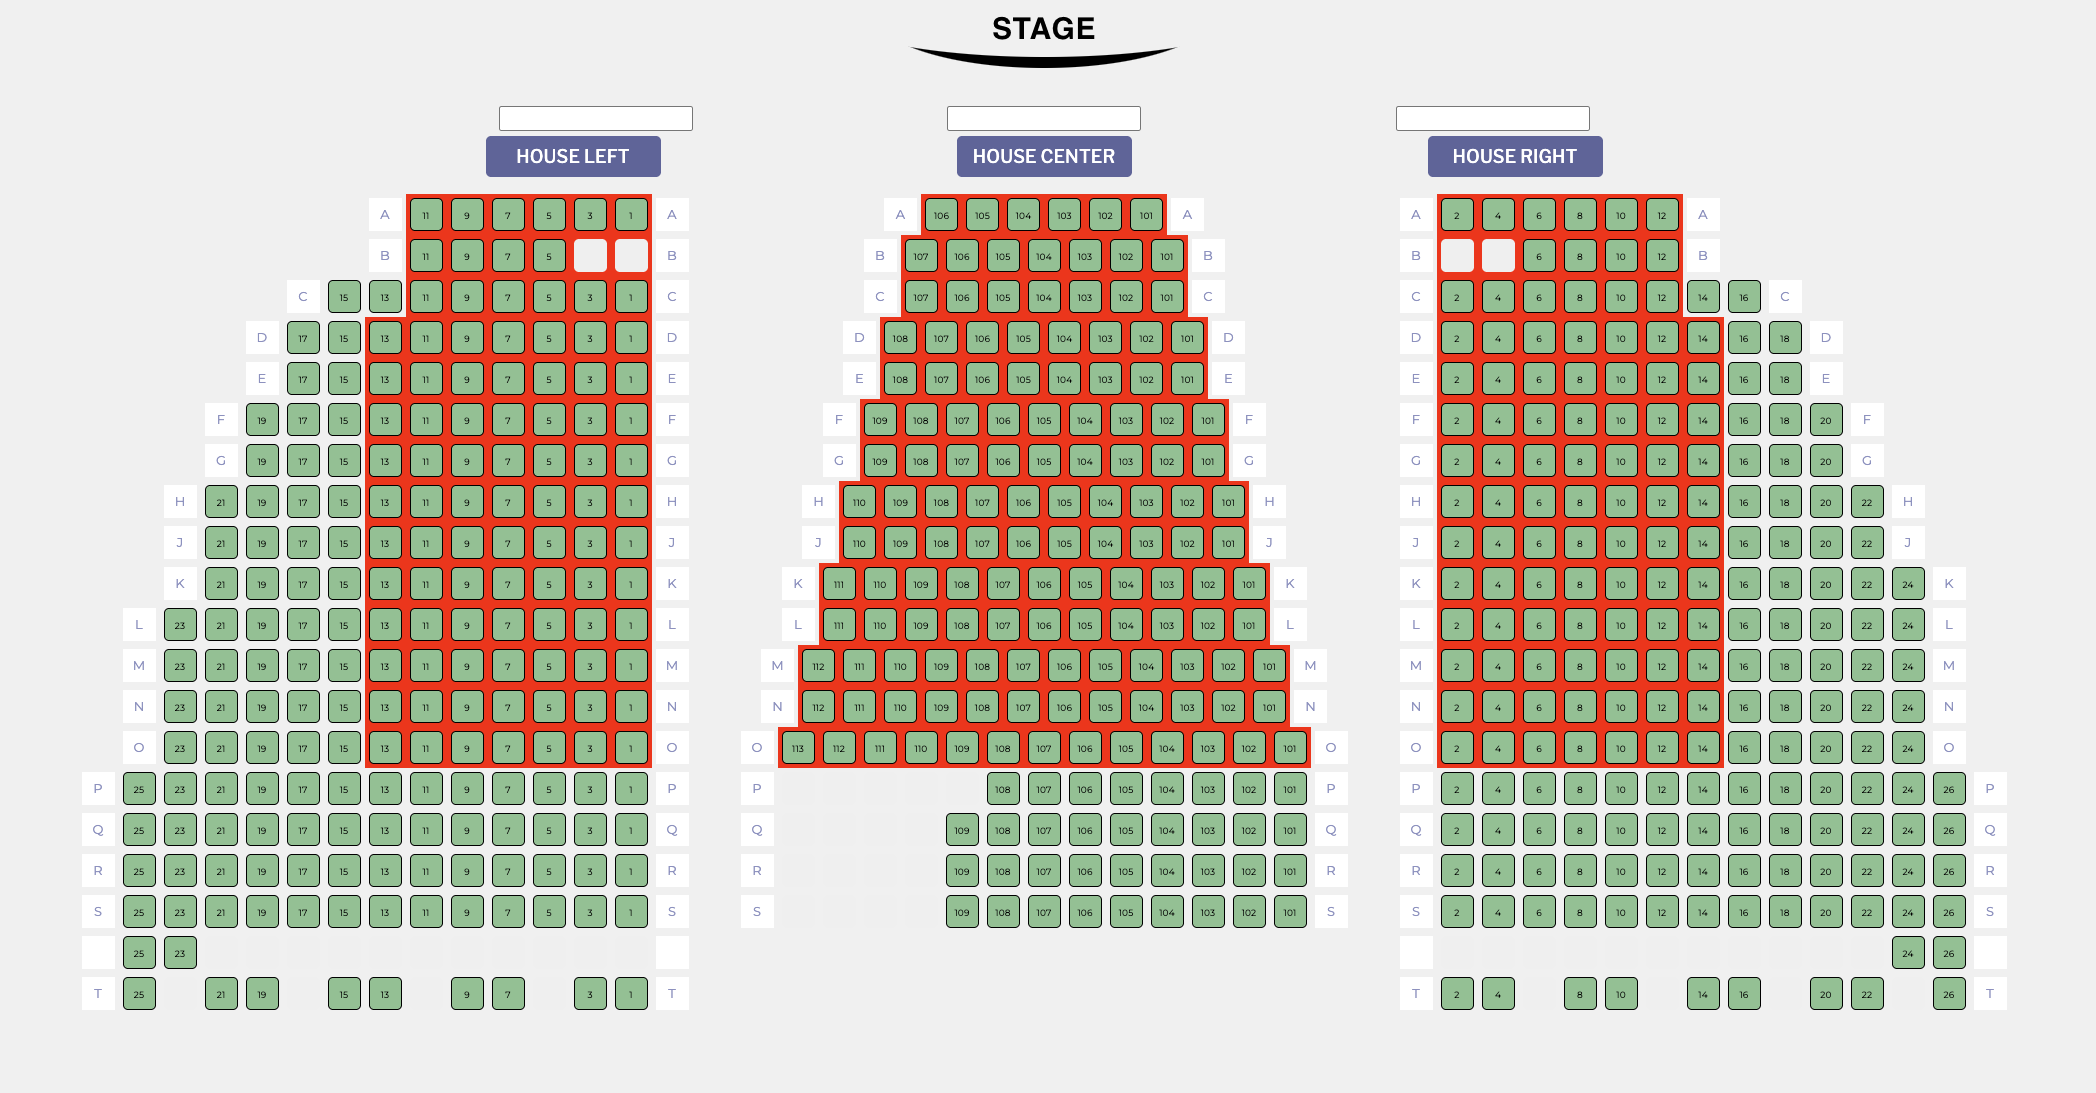 STAGE
HOUSE LEFT HOUSE CENTER HOUSE RIGHT
A 11 9 7 5 3 1 A A 106 105 104 103 102 101 A A 2 4 6 8 10 12 A
B 11 9 7 5 B B 107 106 105 104 103 102 101 B B 6 8 10 12 B
C 15 13 11 9 7 5 3 1 C C 107 106 105 104 103 102 101 C C 2 4 6 8 10 12 14 16 C
D 17 15 13 11 9 7 5 3 1 D D 108 107 106 105 104 103 102 101 D D 2 4 6 8 10 12 14 16 18 D
E 17 15 13 11 9 7 5 3 1 E E 108 107 106 105 104 103 102 101 E E 2 4 6 8 10 12 14 16 18 E
F 19 17 15 13 11 9 7 5 3 1 F F 109 108 107 106 105 104 103 102 101 F F 2 4 6 8 10 12 14 16 18 20 F
G 19 17 15 13 11 9 7 5 3 1 G G 109 108 107 106 105 104 103 102 101 G G 2 4 6 8 10 12 14 16 18 20 G
H 21 19 17 15 13 11 9 7 5 3 1 H H 110 109 108 107 106 105 104 103 102 101 H H 2 4 6 8 10 12 14 16 18 20 22 H
J 21 19 17 15 13 11 9 7 5 3 1 J J 110 109 108 107 106 105 104 103 102 101 J J 2 4 6 8 10 12 14 16 18 20 22 J
K 21 19 17 15 13 11 9 7 5 3 1 K K 111 110 109 108 107 106 105 104 103 102 101 K K 2 4 6 8 10 12 14 16 18 20 22 24 K
L 23 21 19 17 15 13 11 9 7 5 3 1 L L 111 110 109 108 107 106 105 104 103 102 101 L L 2 4 6 8 10 12 14 16 18 20 22 24 L
M 23 21 19 17 15 13 11 9 7 5 3 1 M M 112 111 110 109 108 107 106 105 104 103 102 101 M M 2 4 6 8 10 12 14 16 18 20 22 24 M
N 23 21 19 17 15 13 11 9 7 5 3 1 N N 112 111 110 109 108 107 106 105 104 103 102 101 N N 2 4 6 8 10 12 14 16 18 20 22 24 N
O 23 21 19 17 15 13 11 9 7 5 3 1 O O 113 112 111 110 109 108 107 106 105 104 103 102 101 O O 2 4 6 8 10 12 14 16 18 20 22 24 O
P 25 23 21 19 17 15 13 11 9 7 5 3 1 P P 108 107 106 105 104 103 102 101 P P 2 4 6 8 10 12 14 16 18 20 22 24 26 P
Q 25 23 21 19 17 15 13 11 9 7 5 3 1 Q Q 109 108 107 106 105 104 103 102 101 Q Q 2 4 6 8 10 12 14 16 18 20 22 24 26 Q
R 25 23 21 19 17 15 13 11 9 7 5 3 1 R R 109 108 107 106 105 104 103 102 101 R R 2 4 6 8 10 12 14 16 18 20 22 24 26 R
S 25 23 21 19 17 15 13 11 9 7 5 3 1 S S 109 108 107 106 105 104 103 102 101 S S 2 4 6 8 10 12 14 16 18 20 22 24 26 S
25 23 24 26
T 25 21 19 15 13 9 7 3 1 T T 2 4 8 10 14 16 20 22 26 T